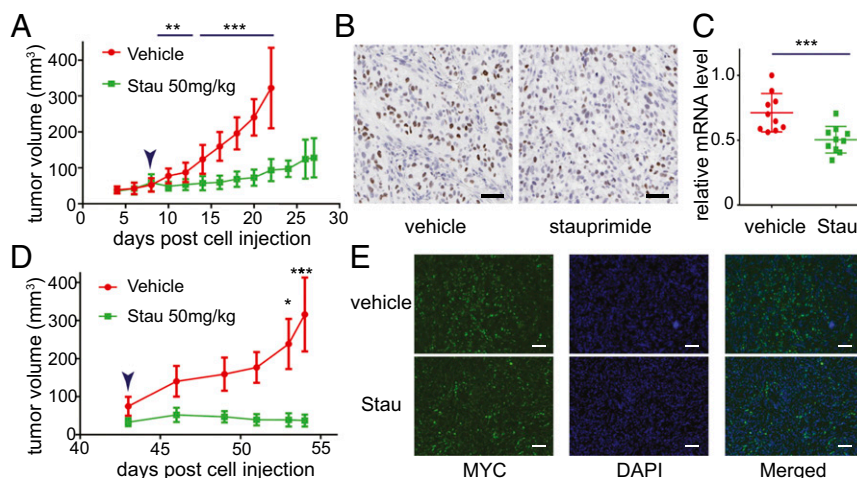 A
**
***
Vehicle
Stau 50mg/kg
tumor volume (mm³)
400
300
200
100
0
0
5
10
15
20
25
30
days post cell injection
B
vehicle
stauprimide
C
***
relative mRNA level
1.0
0.5
0
vehicle
Stau
D
***
*
Vehicle
Stau 50mg/kg
tumor volume (mm³)
400
300
200
100
0
40
45
50
55
days post cell injection
E
vehicle
Stau
MYC
DAPI
Merged